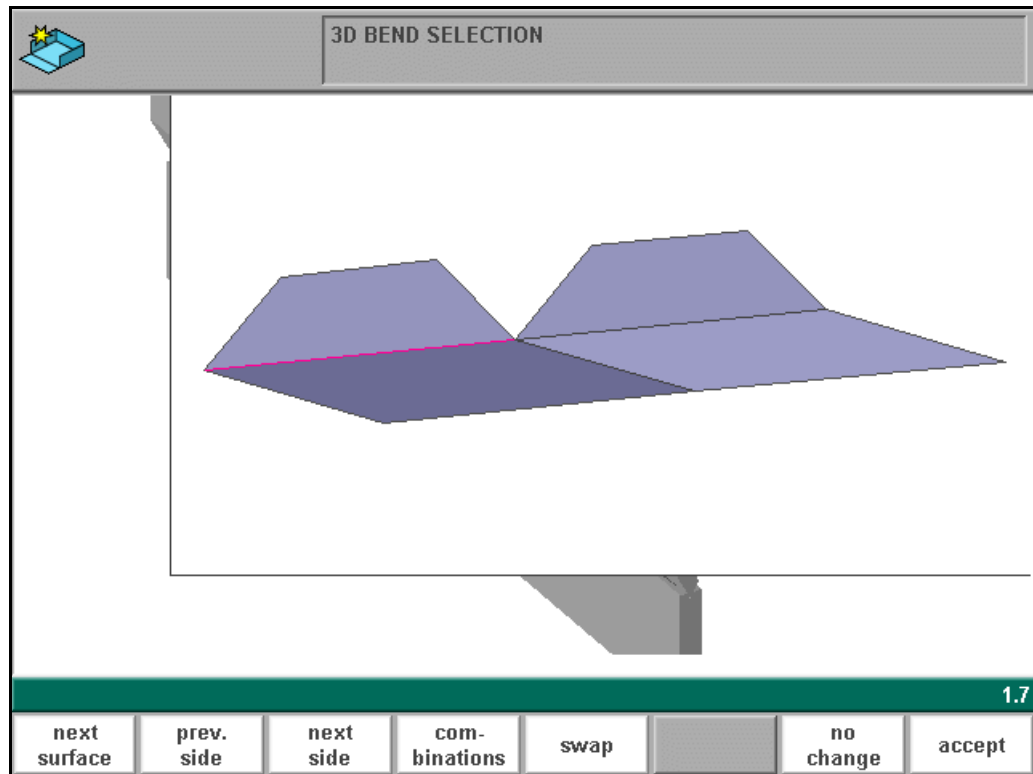 3D BEND SELECTION
1.7
next
surface
prev.
side
next
side
com-
binations
swap
no
change
accept